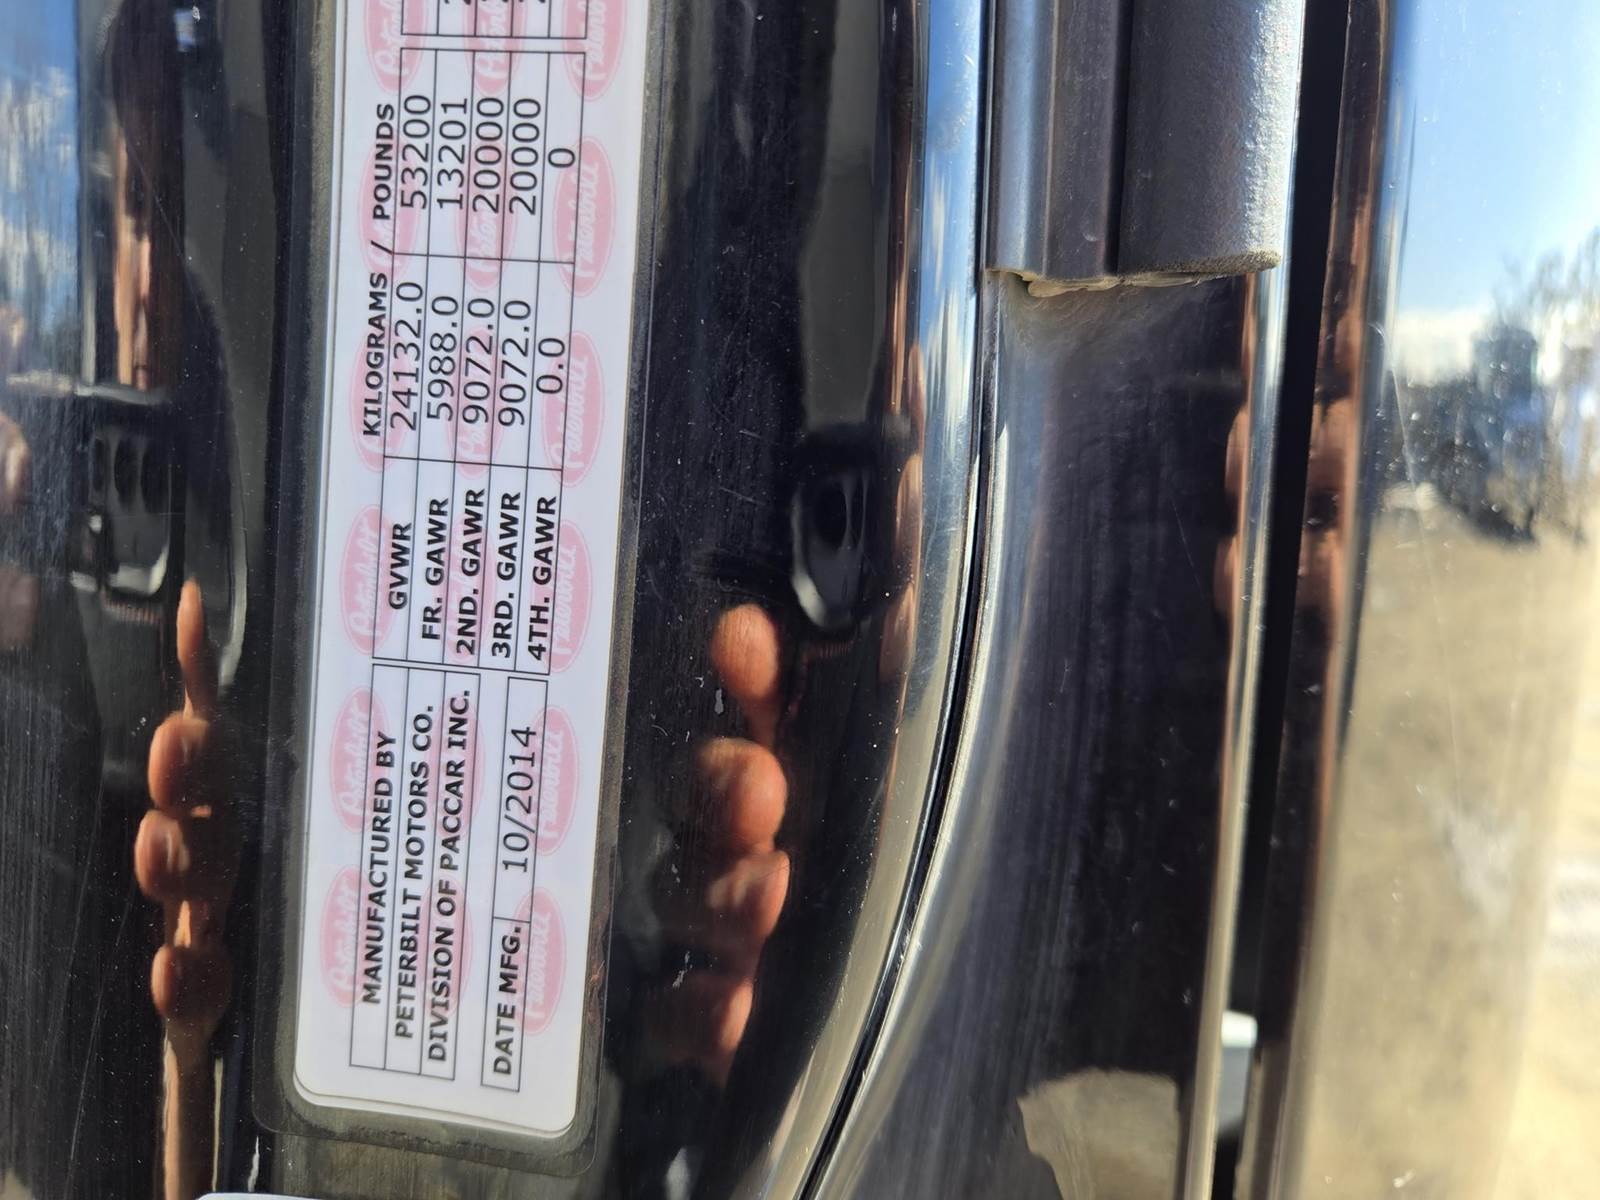 MANUFACTURED BY
PETERBILT MOTORS CO.
DIVISION OF PACCAR INC.
DATE MFG. 10/2014
KILOGRAMS / POUNDS
GVWR 24132.0 53200
FR. GAWR 5988.0 13201
2ND. GAWR 9072.0 20000
3RD. GAWR 9072.0 20000
4TH. GAWR 0.0 0
Peterbilt